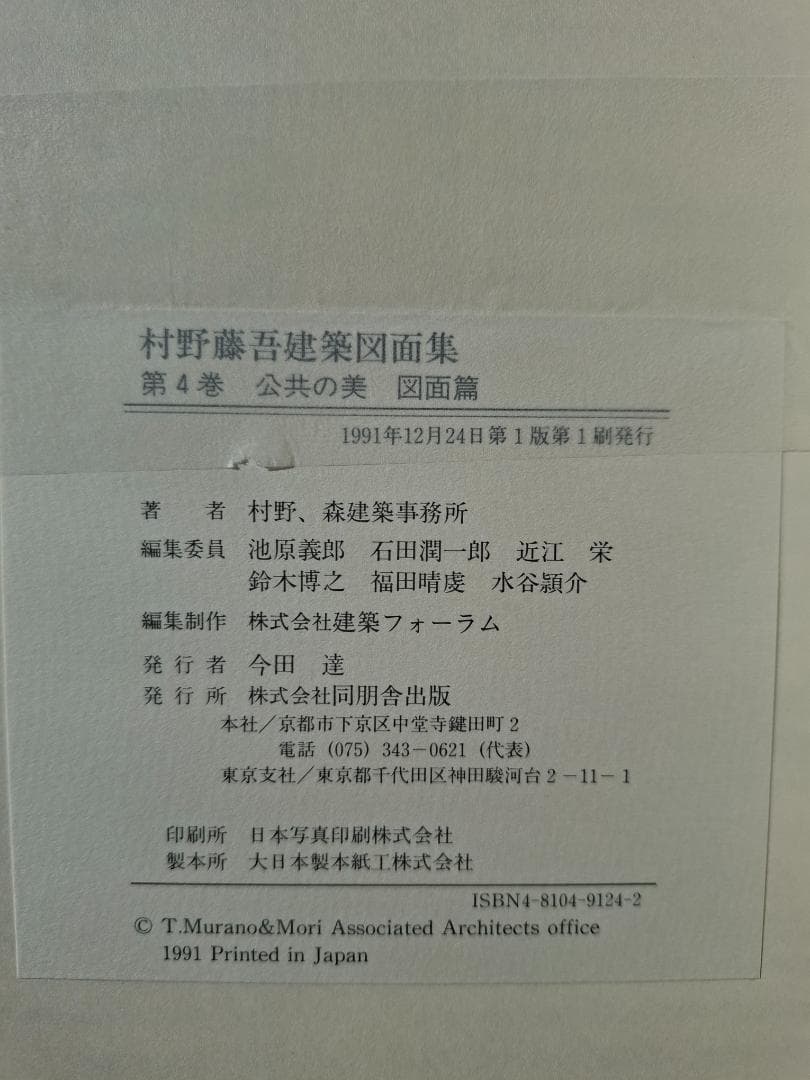 村野藤吾建築図面集
第4巻 公共の美 図面篇
1991年12月24日第1版第1刷発行
著 者 村野、森建築事務所
編集委員 池原義郎 石田潤一郎 近江 栄
鈴木博之 福田晴虔 水谷頴介
編集制作 株式会社建築フォーラム
発行者 今田 達
発行所 株式会社同朋舎出版
本社/京都市下京区中堂寺鍵田町2
電話 (075) 343-0621 (代表)
東京支社/東京都千代田区神田駿河台2-11-1
印刷所 日本写真印刷株式会社
製本所 大日本製本紙工株式会社
ISBN4-8104-9124-2
© T.Murano&Mori Associated Architects office
1991 Printed in Japan